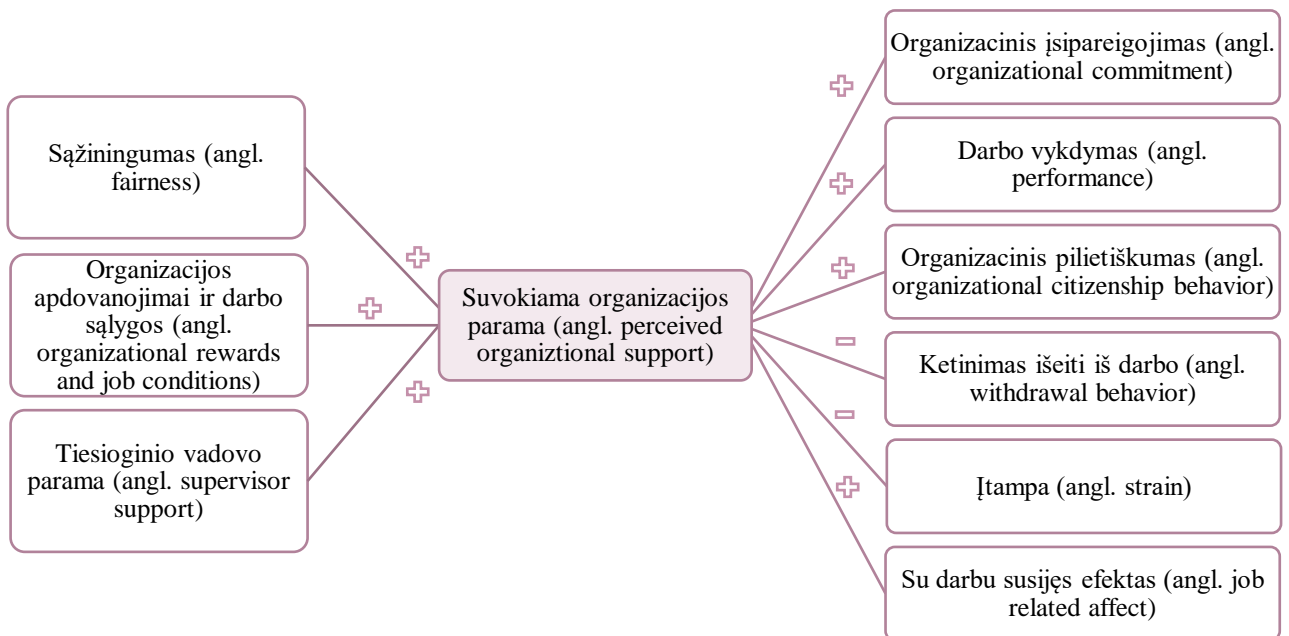 Sąžiningumas (angl.
fairness)
Organizacijos
apdovanojimai ir darbo
sąlygos (angl.
organizational rewards
and job conditions)
Tiesioginio vadovo
parama (angl. supervisor
support)
Suvokiama organizacijos
parama (angl. perceived
organiztional support)
Organizacinis įsipareigojimas (angl.
organizational commitment)
Darbo vykdymas (angl.
performance)
Organizacinis pilietiškumas (angl.
organizational citizenship behavior)
Ketinimas išeiti iš darbo (angl.
withdrawal behavior)
Įtampa (angl. strain)
Su darbu susijęs efektas (angl. job
related affect)